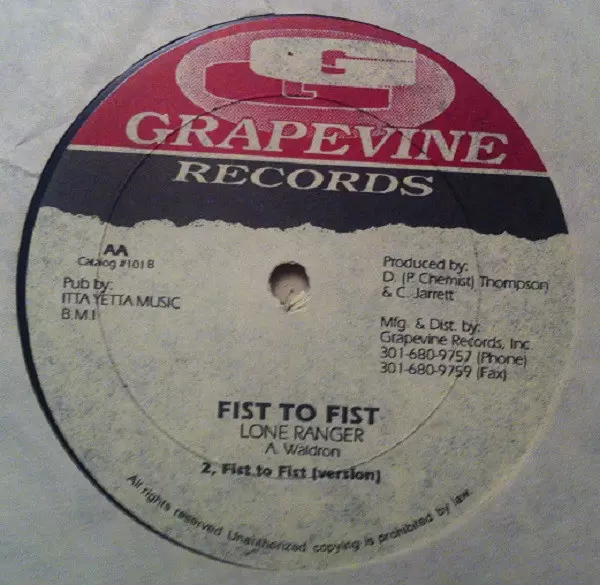 G
GRAPEVINE
RECORDS
AA
Catalog #101B
Pub by:
ITTA YETTA MUSIC
B.M.I
Produced by:
D. (P. Chemist) Thompson
& C. Jarrett
Mfg. & Dist. by:
Grapevine Records, Inc.
301-680-9757 (Phone)
301-680-9759 (Fax)
FIST TO FIST
LONE RANGER
A. Waldron
2, Fist to Fist (version)
All rights reserved Unauthorized copying is prohibited by law.